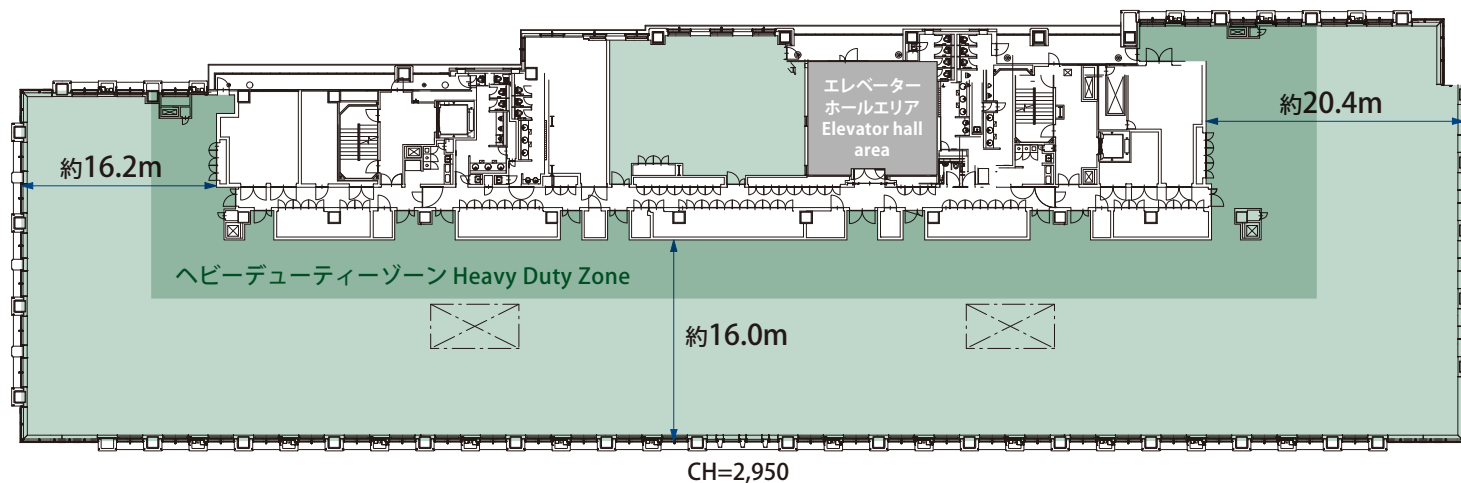 エレベーター
ホールエリア
Elevator hall
area
約20.4m
約16.2m
ヘビーデューティーゾーン Heavy Duty Zone
約16.0m
CH=2,950